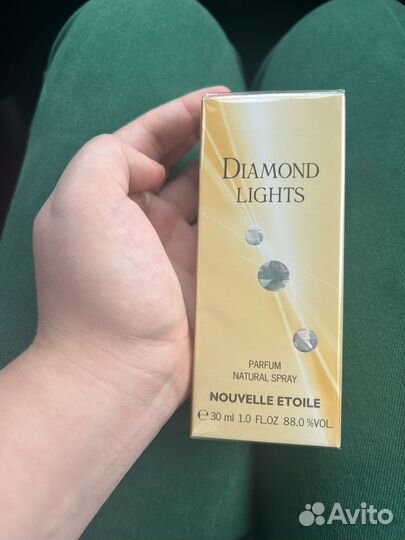 DIAMOND
LIGHTS
PARFUM
NATURAL SPRAY
NOUVELLE ETOILE
℮ 30 ml 1.0 FL.OZ 88.0 %VOL.
Avito